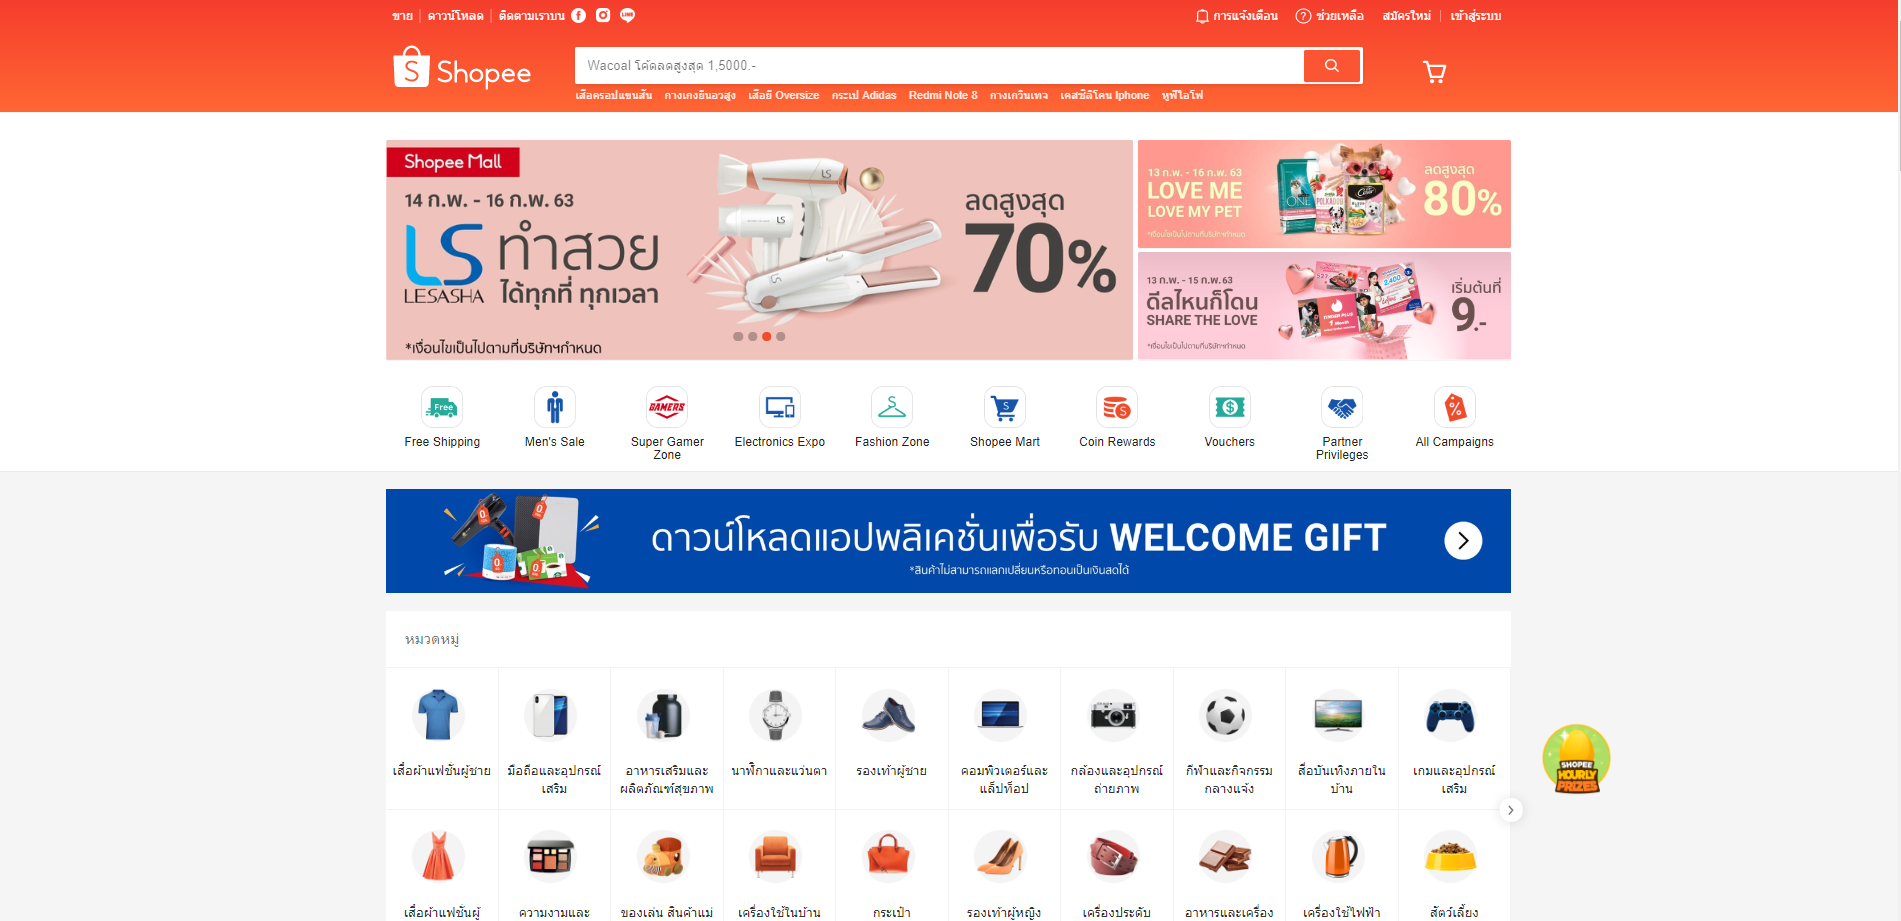 ขาย
ดาวน์โหลด
ติดตามเราบน
การแจ้งเตือน
ช่วยเหลือ
สมัครใหม่
เข้าสู่ระบบ
Shopee
Wacoal โค้ดลดสูงสุด 1,5000.-
เสื้อครอปแขนสั้น กางเกงยีนอวสูง เสื้อยืี Oversize กระเป๋ Adidas Redmi Note 8 กางเกวินเทจ เคสซิลิโคน Iphone หูฟังไอโฟ
Shopee Mall
14 ก.พ. - 16 ก.พ. 63
LS
LESASHA
ทำสวย
ได้ทุกที่ ทุกเวลา
*เงื่อนไขเป็นไปตามที่บริษัทฯกำหนด
LS
ลดสูงสุด
70%
13 ก.พ. - 16 ก.พ. 63
LOVE ME
LOVE MY PET
*เงื่อนไขเป็นไปตามที่บริษัทฯกำหนด
ONE
Cesar
ลดสูงสุด
80%
13 ก.พ. - 15 ก.พ. 63
ดีลไหนก็โดน
SHARE THE LOVE
*เงื่อนไขเป็นไปตามที่บริษัทฯกำหนด
เริ่มต้นที่
9.-
Free
GAMERS
Free Shipping
Men's Sale
Super Gamer
Zone
Electronics Expo
Fashion Zone
Shopee Mart
Coin Rewards
Vouchers
Partner
Privileges
All Campaigns
ดาวน์โหลดแอปพลิเคชั่นเพื่อรับ WELCOME GIFT
*สินค้าไม่สามารถแลกเปลี่ยนหรือทอนเป็นเงินสดได้
หมวดหมู่
เสื้อผ้าแฟชั่นผู้ชาย
มือถือและอุปกรณ์
เสริม
อาหารเสริมและ
ผลิตภัณฑ์สุขภาพ
นาฬิกาและแว่นตา
รองเท้าผู้ชาย
คอมพิวเตอร์และ
แล็ปท็อป
กล้องและอุปกรณ์
ถ่ายภาพ
กีฬาและกิจกรรม
กลางแจ้ง
สื่อบันเทิงภายใน
บ้าน
เกมและอุปกรณ์
เสริม
SHOPEE
HOURLY
PRIZES
เสื้อผ้าแฟชั่นผู้
ความงามและ
ของเล่น สินค้าแม่
เครื่องใช้ในบ้าน
กระเป๋า
รองเท้าผู้หญิง
เครื่องประดับ
อาหารและเครื่อง
เครื่องใช้ไฟฟ้า
สัตว์เลี้ยง